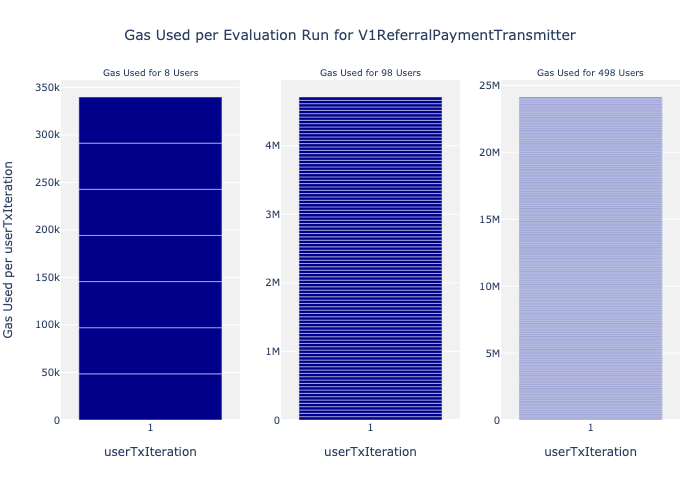 Gas Used per Evaluation Run for V1ReferralPaymentTransmitter
Gas Used for 8 Users
Gas Used for 98 Users
Gas Used for 498 Users
Gas Used per userTxIteration
350k
300k
250k
200k
150k
100k
50k
0
1
userTxIteration
4M
3M
2M
1M
0
1
userTxIteration
25M
20M
15M
10M
5M
0
1
userTxIteration